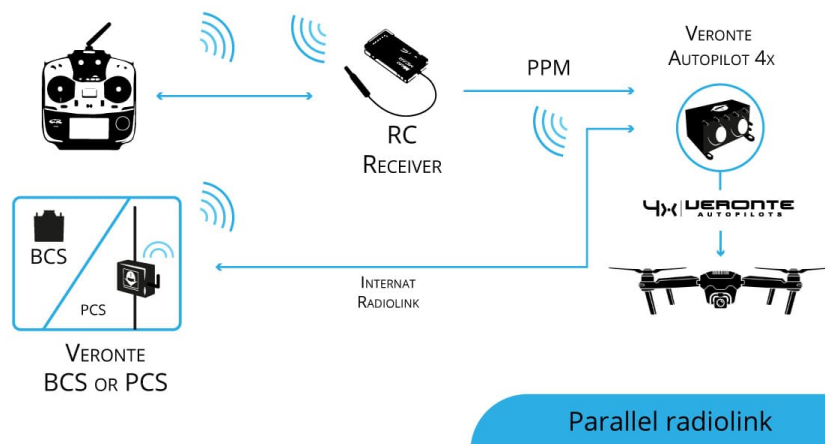 VERONTE
AUTOPILOT 4X
PPM
RC
RECEIVER
4X | VERONTE
AUTOPILOTS
BCS
PCS
INTERNAT
RADIOLINK
VERONTE
BCS OR PCS
Parallel radiolink